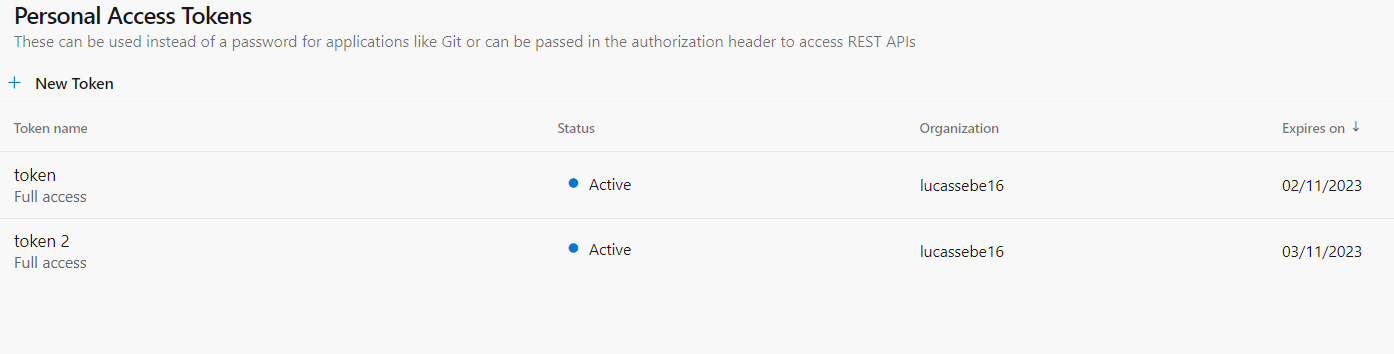 Personal Access Tokens
These can be used instead of a password for applications like Git or can be passed in the authorization header to access REST APIs
+ New Token
Token name Status Organization Expires on ↓
token
Full access
Active lucassebe16 02/11/2023
token 2
Full access
Active lucassebe16 03/11/2023